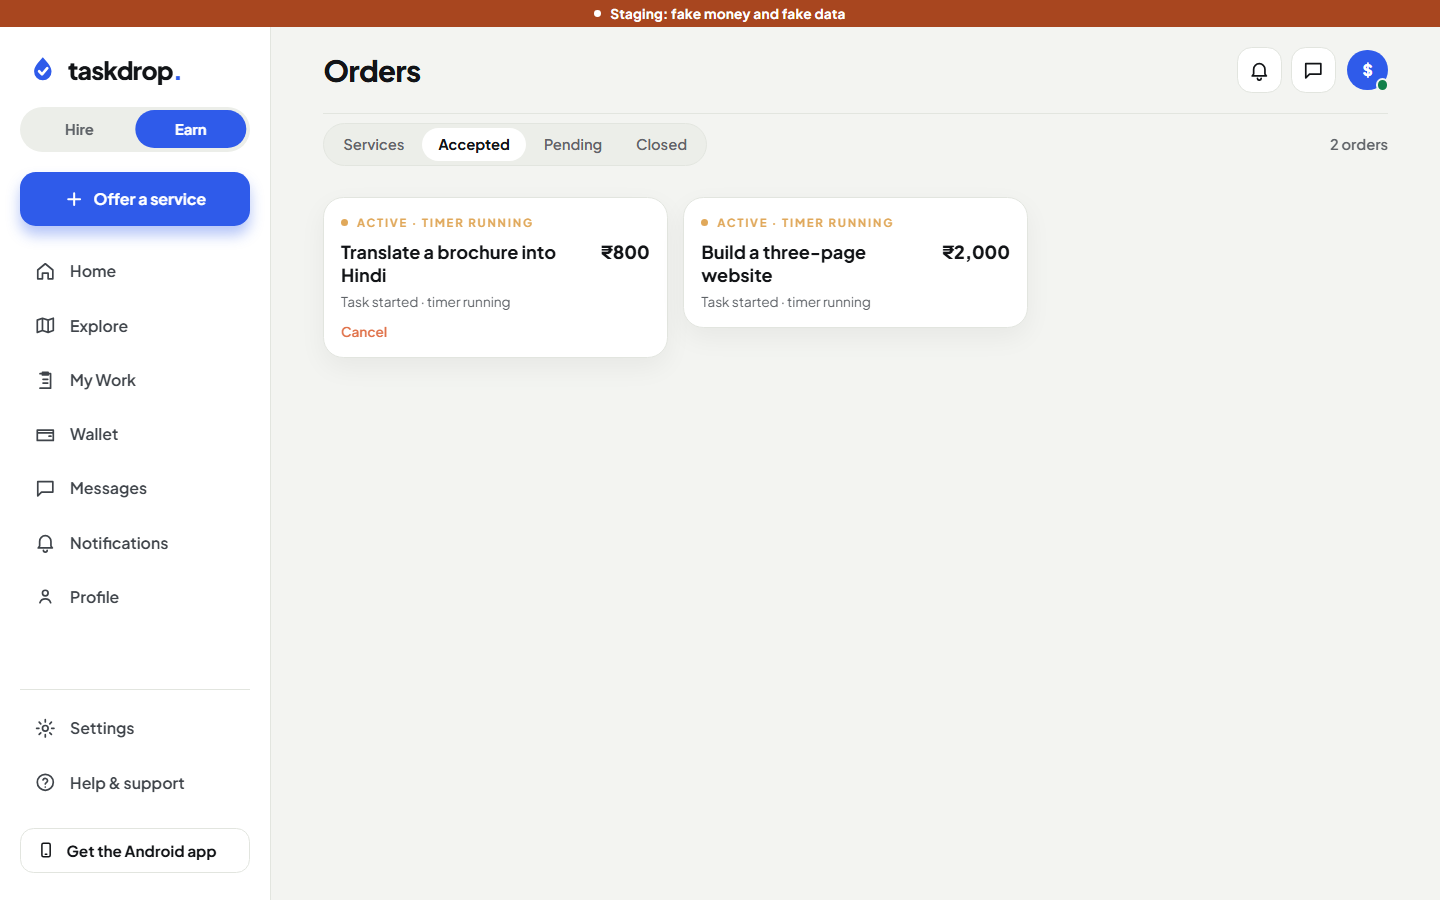 Staging: fake money and fake data
taskdrop.
Hire
Earn
Offer a service
Home
Explore
My Work
Wallet
Messages
Notifications
Profile
Settings
Help & support
Get the Android app
Orders
$
Services
Accepted
Pending
Closed
2 orders
ACTIVE · TIMER RUNNING
Translate a brochure into
Hindi
₹800
Task started · timer running
Cancel
ACTIVE · TIMER RUNNING
Build a three-page
website
₹2,000
Task started · timer running